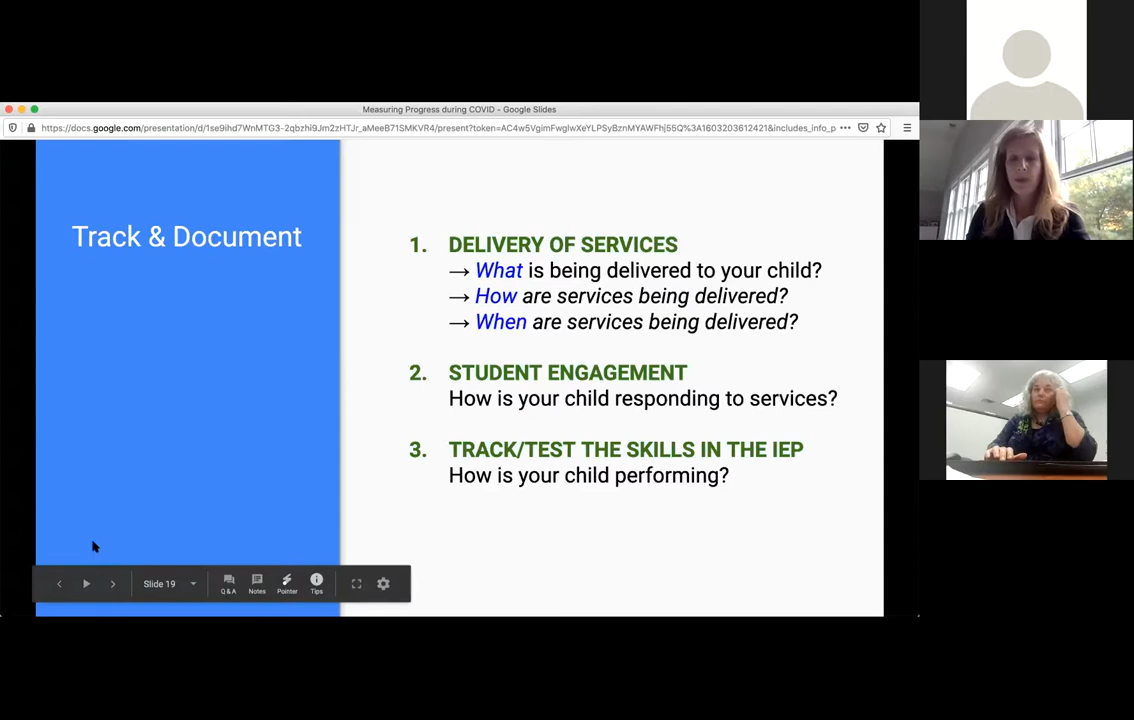 Measuring Progress during COVID - Google Slides
Track & Document
1. DELIVERY OF SERVICES
→ What is being delivered to your child?
→ How are services being delivered?
→ When are services being delivered?
2. STUDENT ENGAGEMENT
How is your child responding to services?
3. TRACK/TEST THE SKILLS IN THE IEP
How is your child performing?
Slide 19
Q & A Notes Pointer Tips